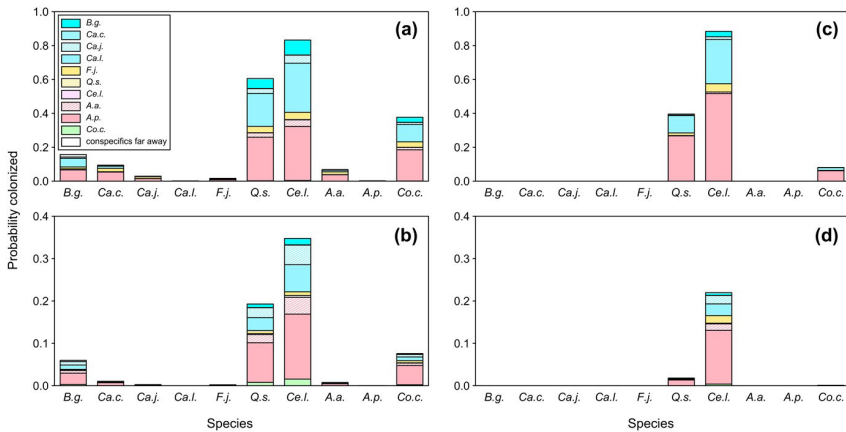 1.0
0.8
0.6
0.4
0.2
0.0
B.g.
Ca.c.
Ca.j.
Ca.l.
F.j.
Q.s.
Ce.l.
A.a.
A.p.
Co.c.
conspecifics far away
(a)
B.g. Ca.c. Ca.j. Ca.l. F.j. Q.s. Ce.l. A.a. A.p. Co.c.
1.0
0.8
0.6
0.4
0.2
0.0
(c)
B.g. Ca.c. Ca.j. Ca.l. F.j. Q.s. Ce.l. A.a. A.p. Co.c.
Probability colonized
0.4
0.3
0.2
0.1
0.0
(b)
B.g. Ca.c. Ca.j. Ca.l. F.j. Q.s. Ce.l. A.a. A.p. Co.c.
Species
0.4
0.3
0.2
0.1
0.0
(d)
B.g. Ca.c. Ca.j. Ca.l. F.j. Q.s. Ce.l. A.a. A.p. Co.c.
Species